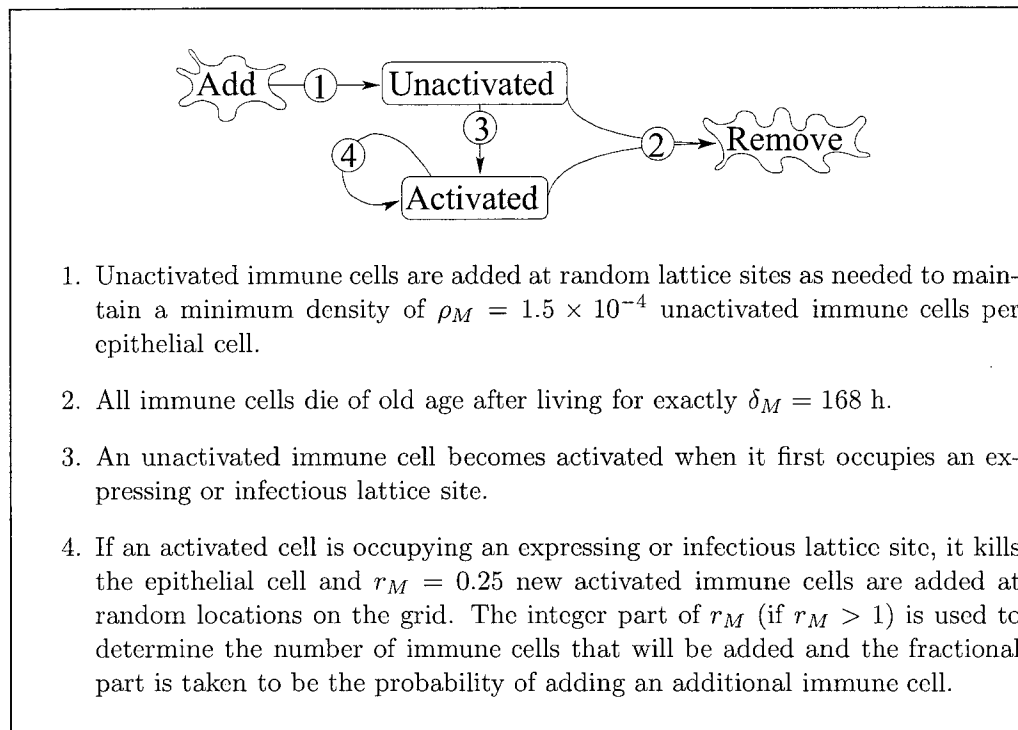 Add 1 Unactivated
3
4 2 Remove
Activated
1. Unactivated immune cells are added at random lattice sites as needed to main-
tain a minimum density of ρ_M = 1.5 × 10⁻⁴ unactivated immune cells per
epithelial cell.
2. All immune cells die of old age after living for exactly δ_M = 168 h.
3. An unactivated immune cell becomes activated when it first occupies an ex-
pressing or infectious lattice site.
4. If an activated cell is occupying an expressing or infectious lattice site, it kills
the epithelial cell and r_M = 0.25 new activated immune cells are added at
random locations on the grid. The integer part of r_M (if r_M > 1) is used to
determine the number of immune cells that will be added and the fractional
part is taken to be the probability of adding an additional immune cell.